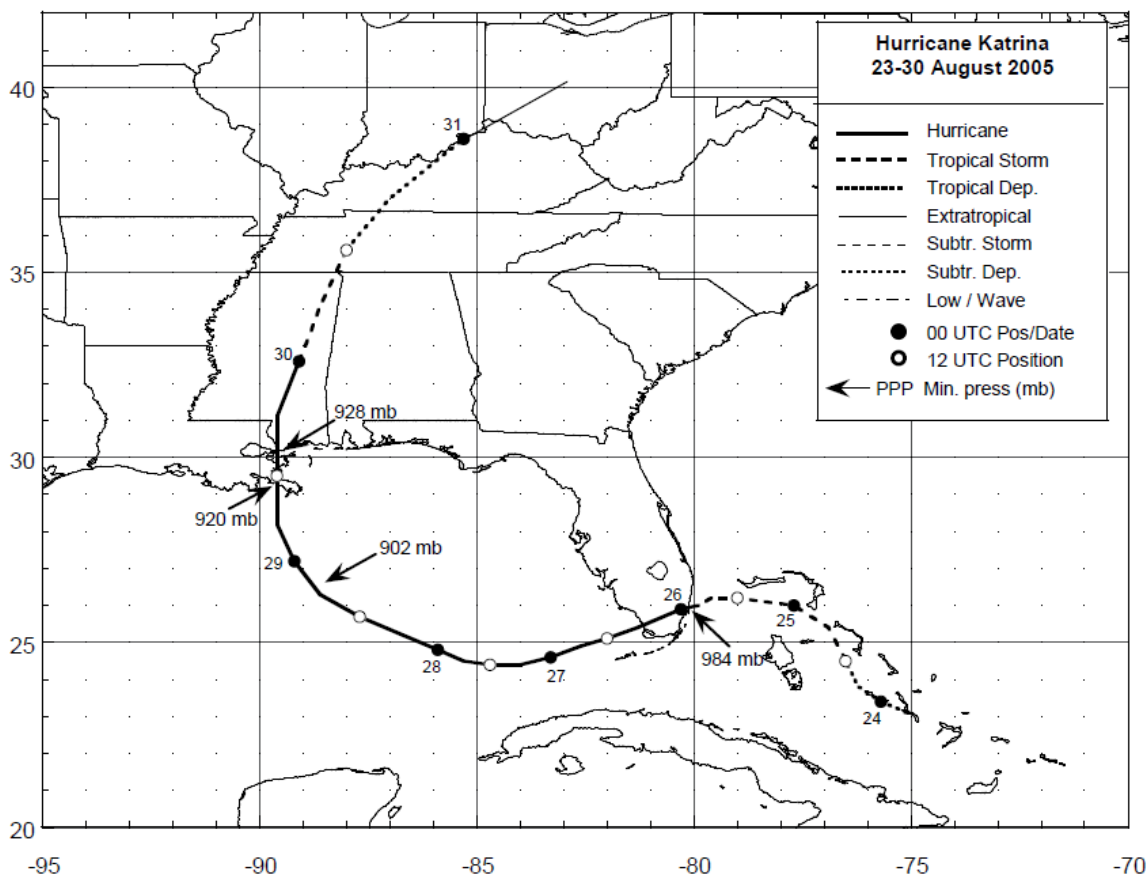 Hurricane Katrina
23-30 August 2005
Hurricane
Tropical Storm
Tropical Dep.
Extratropical
Subtr. Storm
Subtr. Dep.
Low / Wave
00 UTC Pos/Date
12 UTC Position
PPP Min. press (mb)
40
31
35
30
928 mb
30
920 mb
902 mb
29
26
25
984 mb
25
28
27
24
20
-95
-90
-85
-80
-75
-70